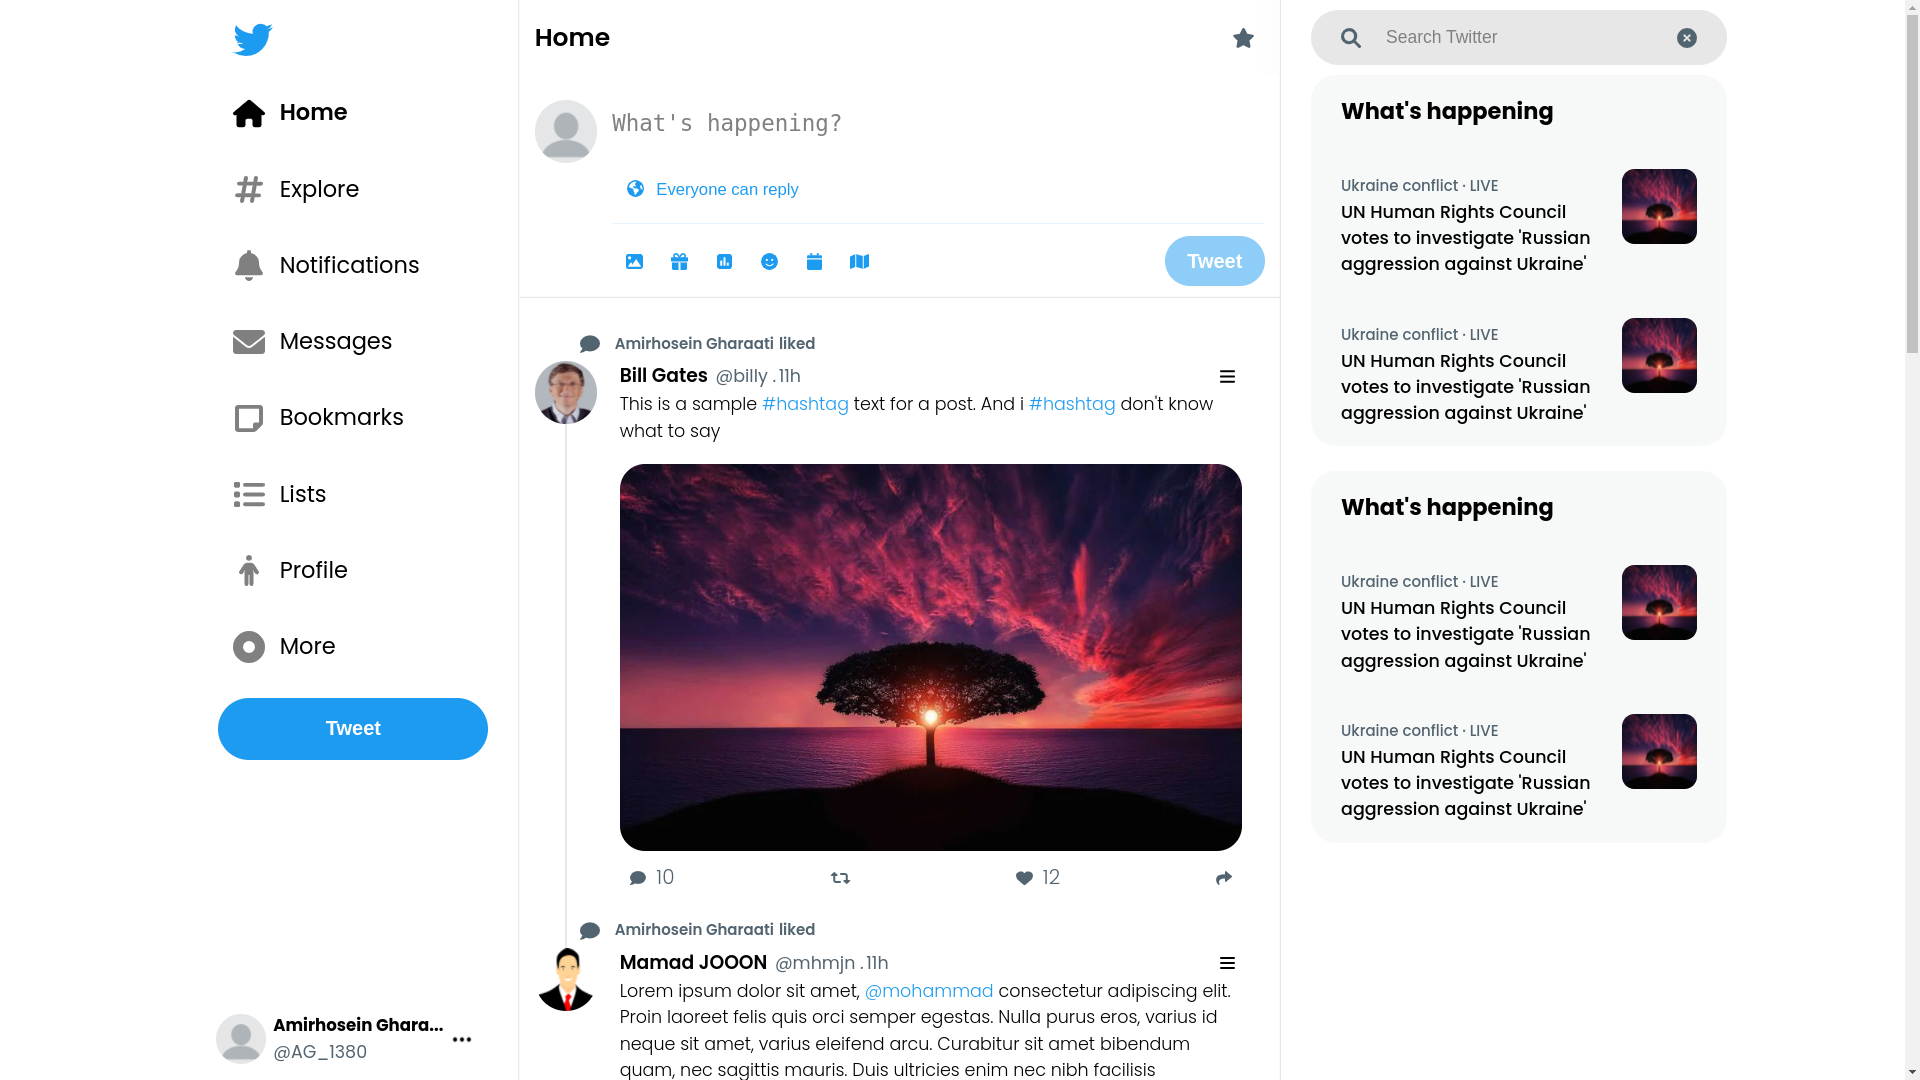 Home
Explore
Notifications
Messages
Bookmarks
Lists
Profile
More
Tweet
Amirhosein Ghara...
@AG_1380
Home
What's happening?
Everyone can reply
Tweet
Amirhosein Gharaati liked
Bill Gates @billy . 11h
This is a sample #hashtag text for a post. And i #hashtag don't know
what to say
10 12
Amirhosein Gharaati liked
Mamad JOOON @mhmjn . 11h
Lorem ipsum dolor sit amet, @mohammad consectetur adipiscing elit.
Proin laoreet felis quis orci semper egestas. Nulla purus eros, varius id
neque sit amet, varius eleifend arcu. Curabitur sit amet bibendum
quam, nec sagittis mauris. Duis ultricies enim nec nibh facilisis
Search Twitter
What's happening
Ukraine conflict · LIVE
UN Human Rights Council
votes to investigate 'Russian
aggression against Ukraine'
Ukraine conflict · LIVE
UN Human Rights Council
votes to investigate 'Russian
aggression against Ukraine'
What's happening
Ukraine conflict · LIVE
UN Human Rights Council
votes to investigate 'Russian
aggression against Ukraine'
Ukraine conflict · LIVE
UN Human Rights Council
votes to investigate 'Russian
aggression against Ukraine'